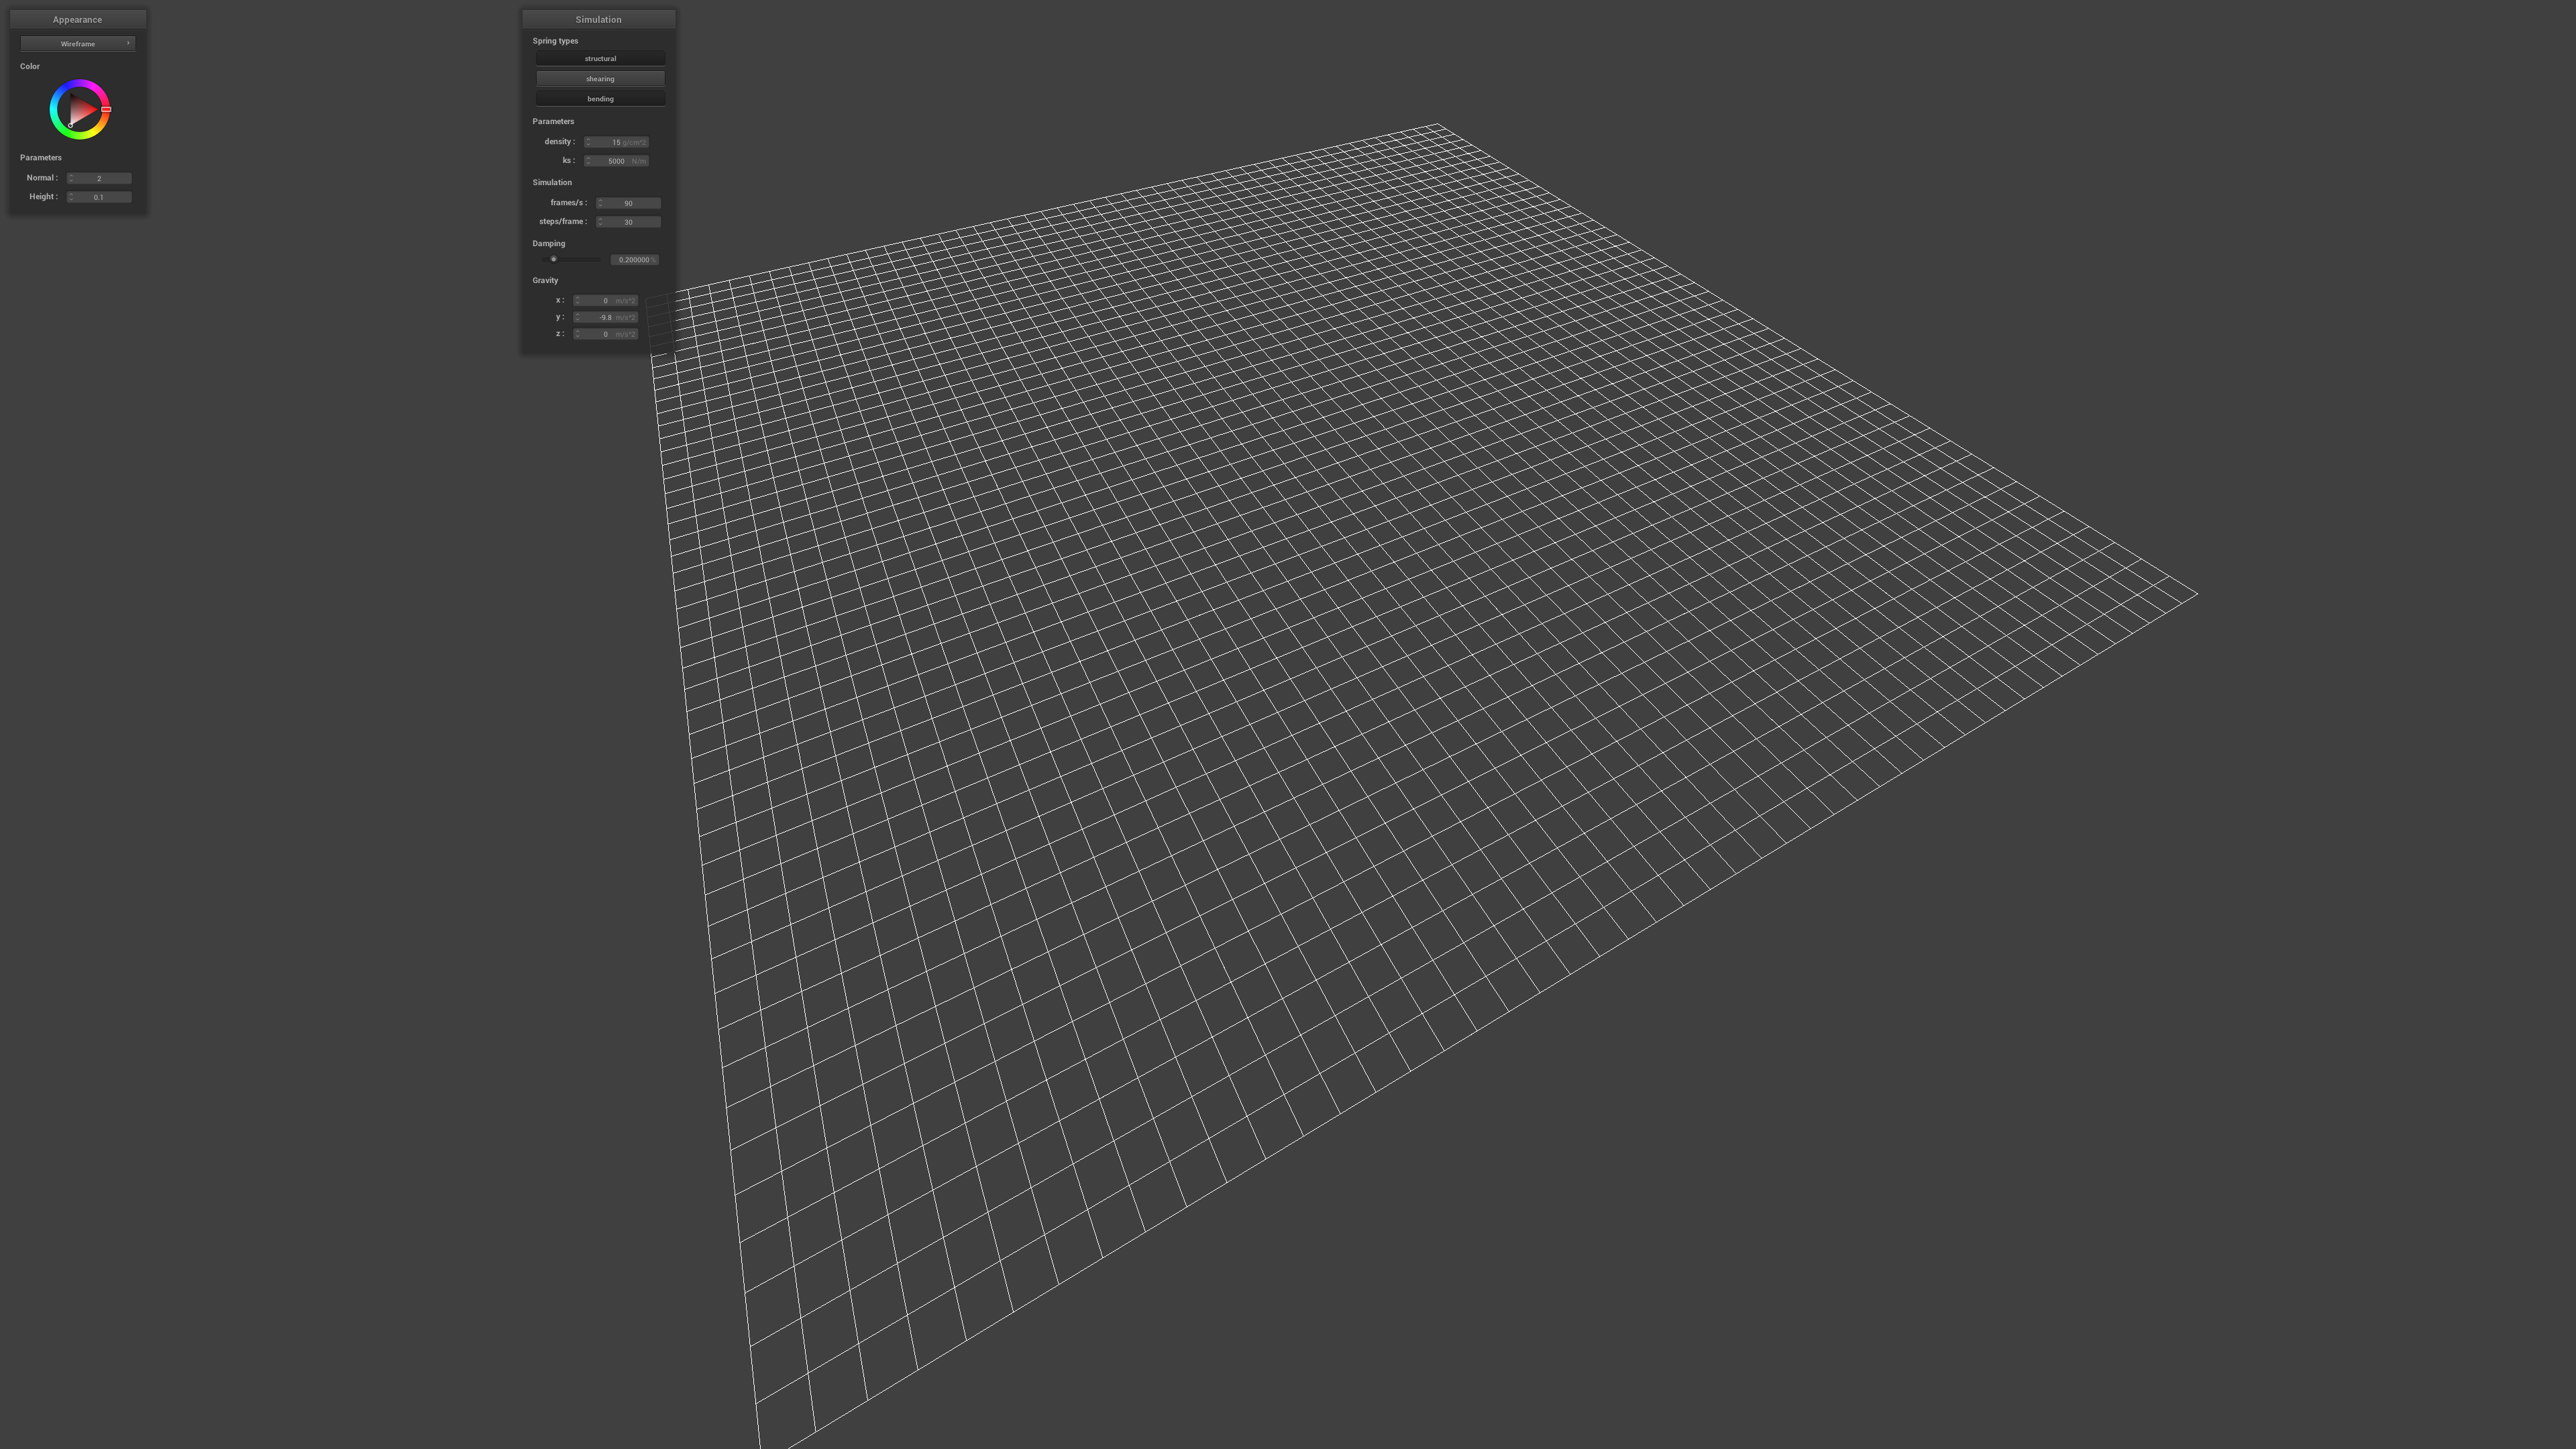 Appearance
Wireframe
Color
Parameters
Normal : 2
Height : 0.1
Simulation
Spring types
structural
shearing
bending
Parameters
density : 15 g/cm^2
ks : 5000 N/m
Simulation
frames/s : 90
steps/frame : 30
Damping
0.200000 %
Gravity
x : 0 m/s^2
y : -9.8 m/s^2
z : 0 m/s^2